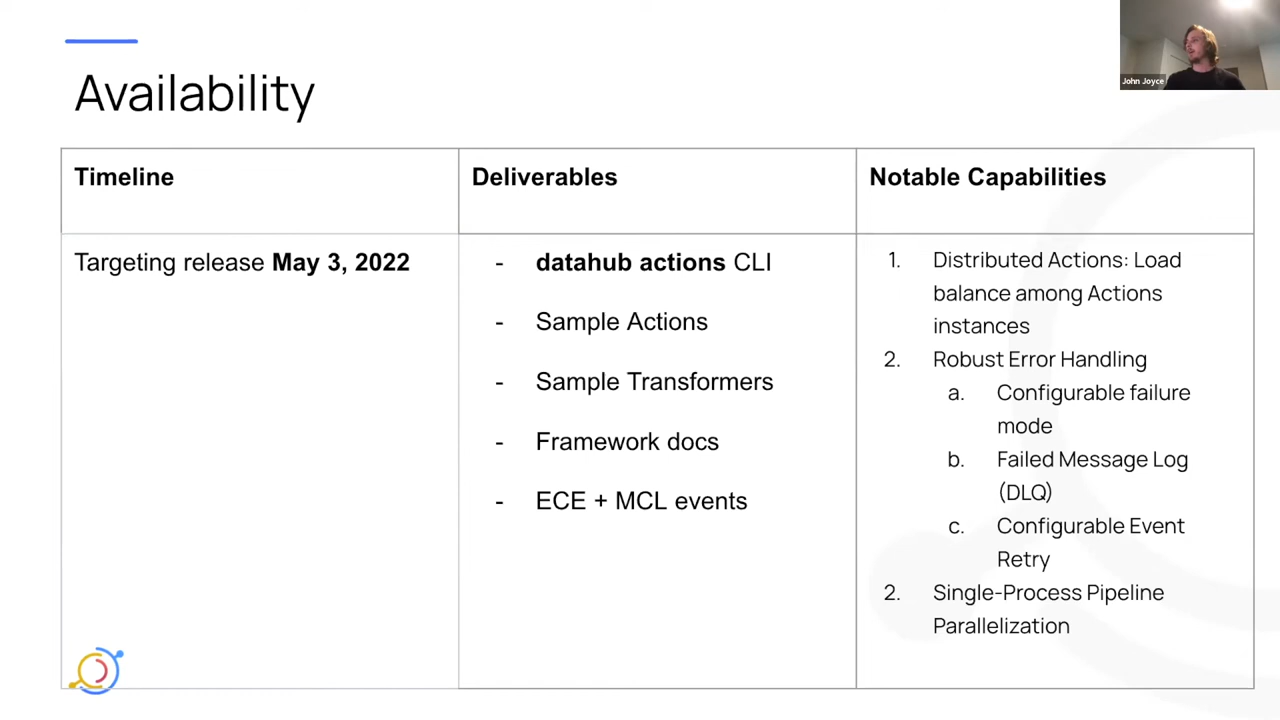 John Joyce
Availability
Timeline
Deliverables
Notable Capabilities
Targeting release May 3, 2022
- datahub actions CLI
- Sample Actions
- Sample Transformers
- Framework docs
- ECE + MCL events
1. Distributed Actions: Load
balance among Actions
instances
2. Robust Error Handling
a. Configurable failure
mode
b. Failed Message Log
(DLQ)
c. Configurable Event
Retry
2. Single-Process Pipeline
Parallelization